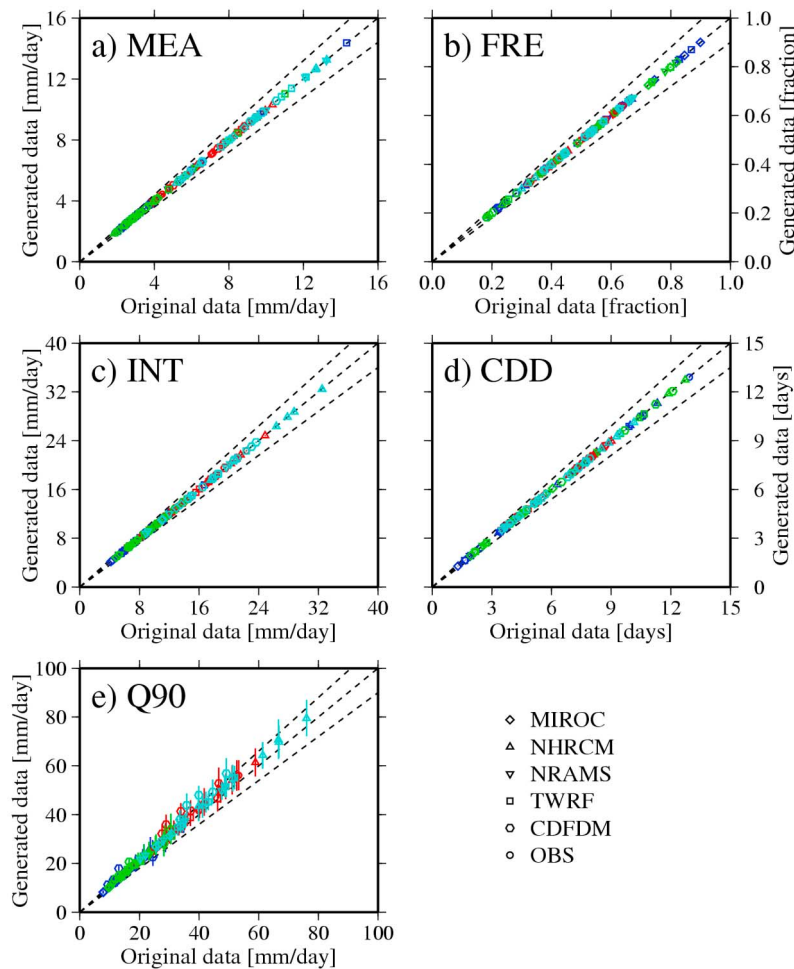 a) MEA
Generated data [mm/day]
16
12
8
4
0
0 4 8 12 16
Original data [mm/day]
b) FRE
Generated data [fraction]
1.0
0.8
0.6
0.4
0.2
0.0
0.0 0.2 0.4 0.6 0.8 1.0
Original data [fraction]
c) INT
Generated data [mm/day]
40
32
24
16
8
0
0 8 16 24 32 40
Original data [mm/day]
d) CDD
Generated data [days]
15
12
9
6
3
0
0 3 6 9 12 15
Original data [days]
e) Q90
Generated data [mm/day]
100
80
60
40
20
0
0 20 40 60 80 100
Original data [mm/day]
MIROC
NHRCM
NRAMS
TWRF
CDFDM
OBS